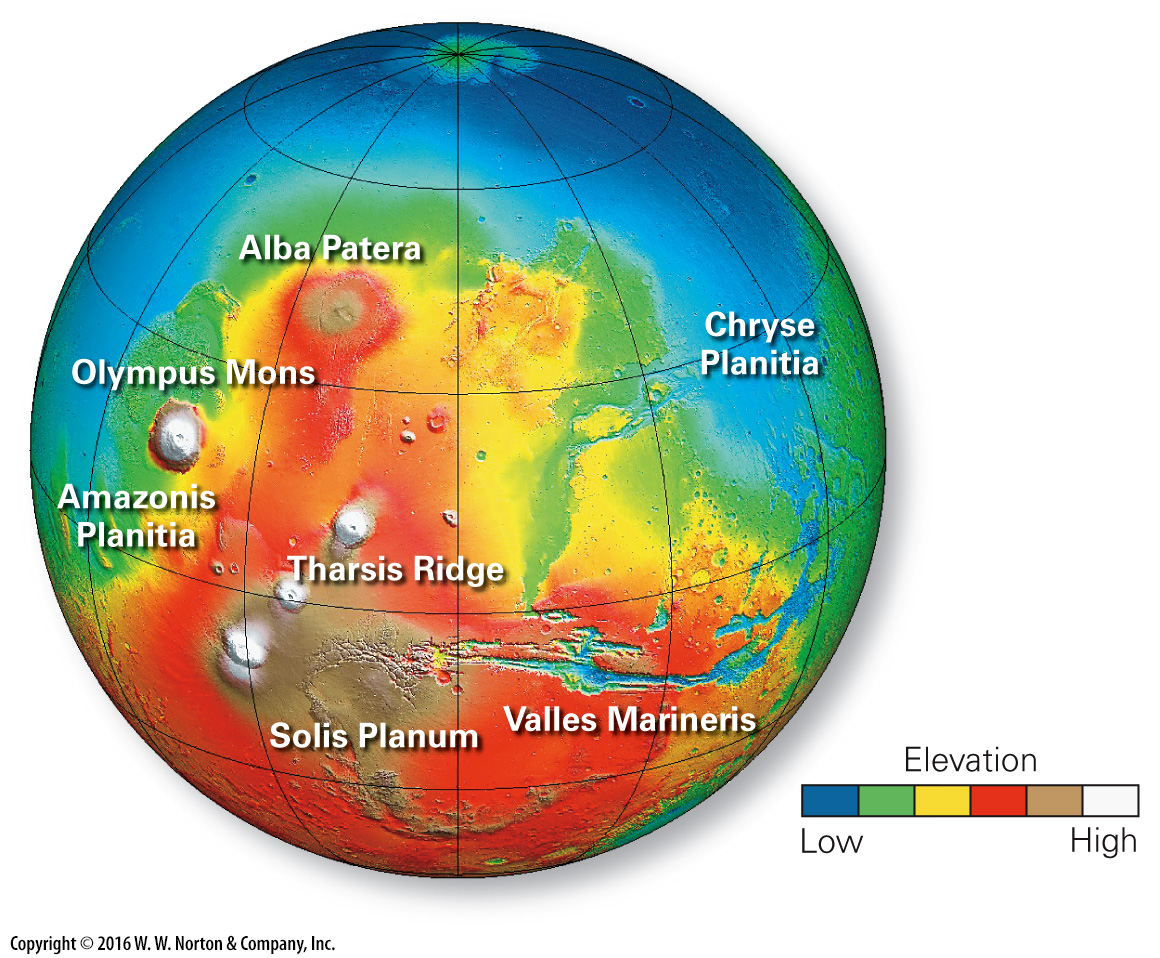 Alba Patera
Chryse
Planitia
Olympus Mons
Amazonis
Planitia
Tharsis Ridge
Solis Planum
Valles Marineris
Elevation
Low
High
Copyright © 2016 W. W. Norton & Company, Inc.